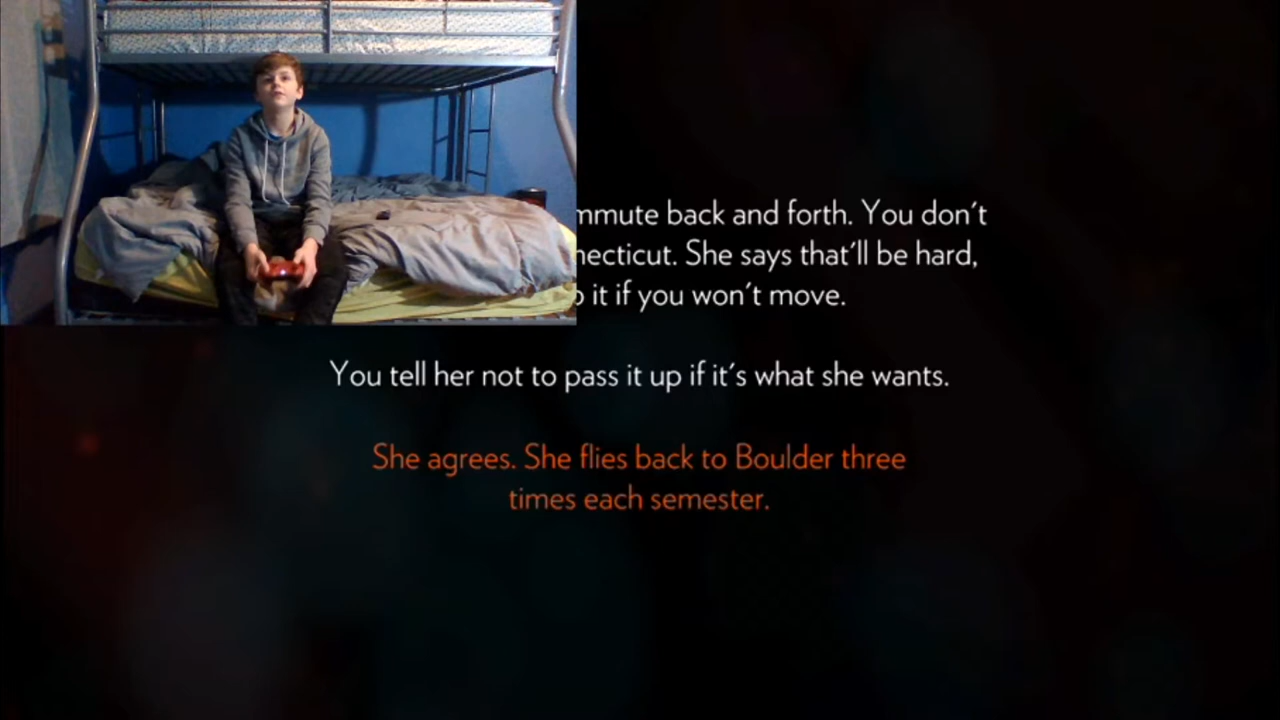 back and forth. You don't
She says that'll be hard,
it if you won't move.
You tell her not to pass it up if it's what she wants.
She agrees. She flies back to Boulder three
times each semester.